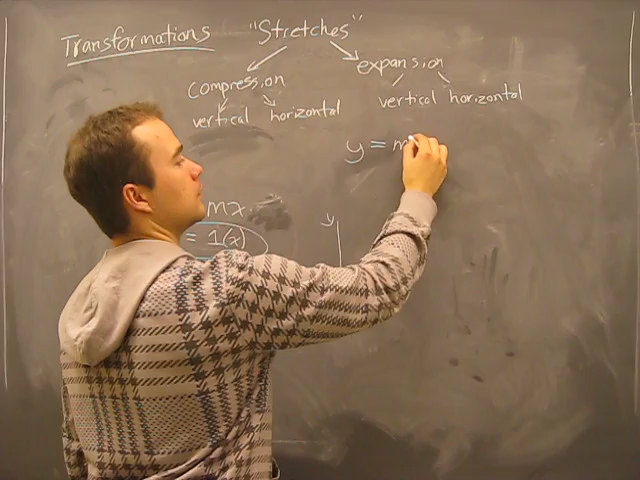 Transformations "Stretches"
compression expansion
vertical horizontal vertical horizontal
y = m
mx
= 1(x)
y